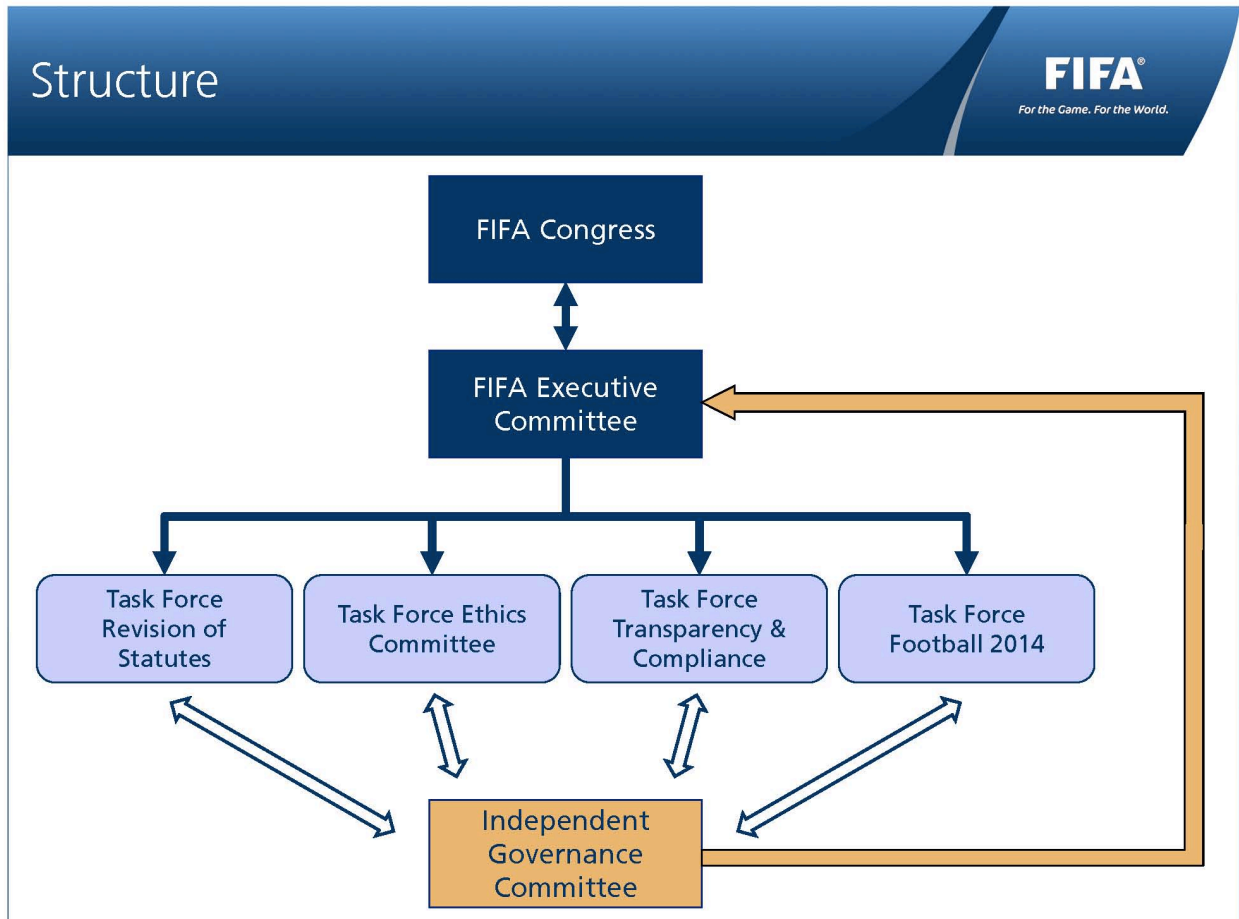 Structure
FIFA®
For the Game. For the World.
FIFA Congress
FIFA Executive
Committee
Task Force
Revision of
Statutes
Task Force Ethics
Committee
Task Force
Transparency &
Compliance
Task Force
Football 2014
Independent
Governance
Committee